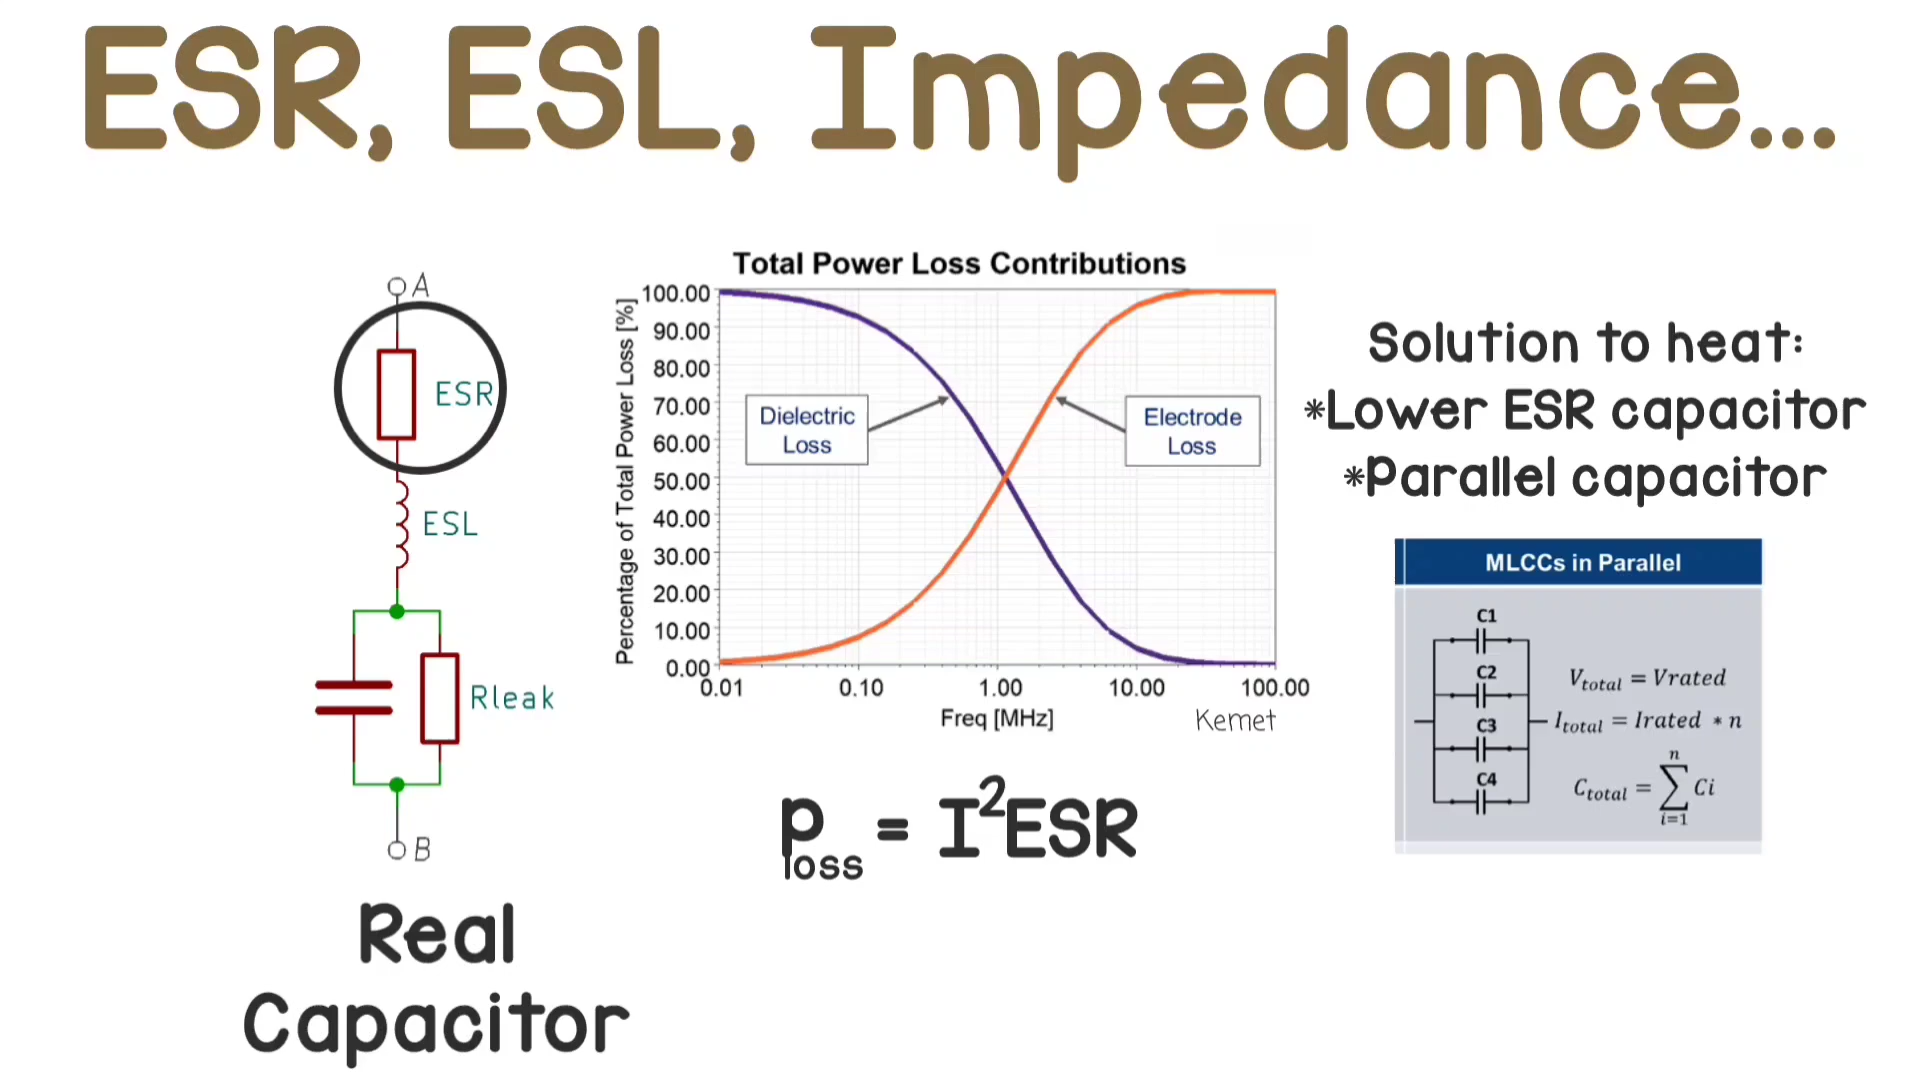 ESR, ESL, Impedance...
A
ESR
ESL
Rleak
B
Real
Capacitor
Total Power Loss Contributions
Percentage of Total Power Loss [%]
100.00
90.00
80.00
70.00
60.00
50.00
40.00
30.00
20.00
10.00
0.00
Dielectric
Loss
Electrode
Loss
0.01 0.10 1.00 10.00 100.00
Freq [MHz]
Kemet
P_loss = I²ESR
Solution to heat:
*Lower ESR capacitor
*Parallel capacitor
MLCCs in Parallel
C1
C2
C3
C4
V_total = Vrated
I_total = Irated * n
C_total = ∑_{i=1}^{n} Ci